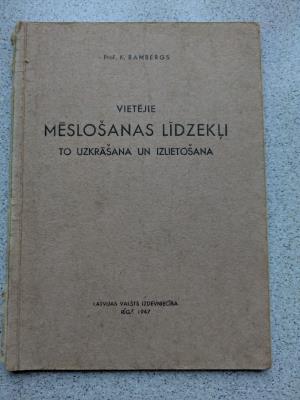 Prof. K. BAMBERGS
VIETĒJIE
MĒSLOŠANAS LĪDZEKĻI
TO UZKRĀŠANA UN IZLIETOŠANA
LATVIJAS VALSTS IZDEVNIECĪBA
RĪGĀ 1947